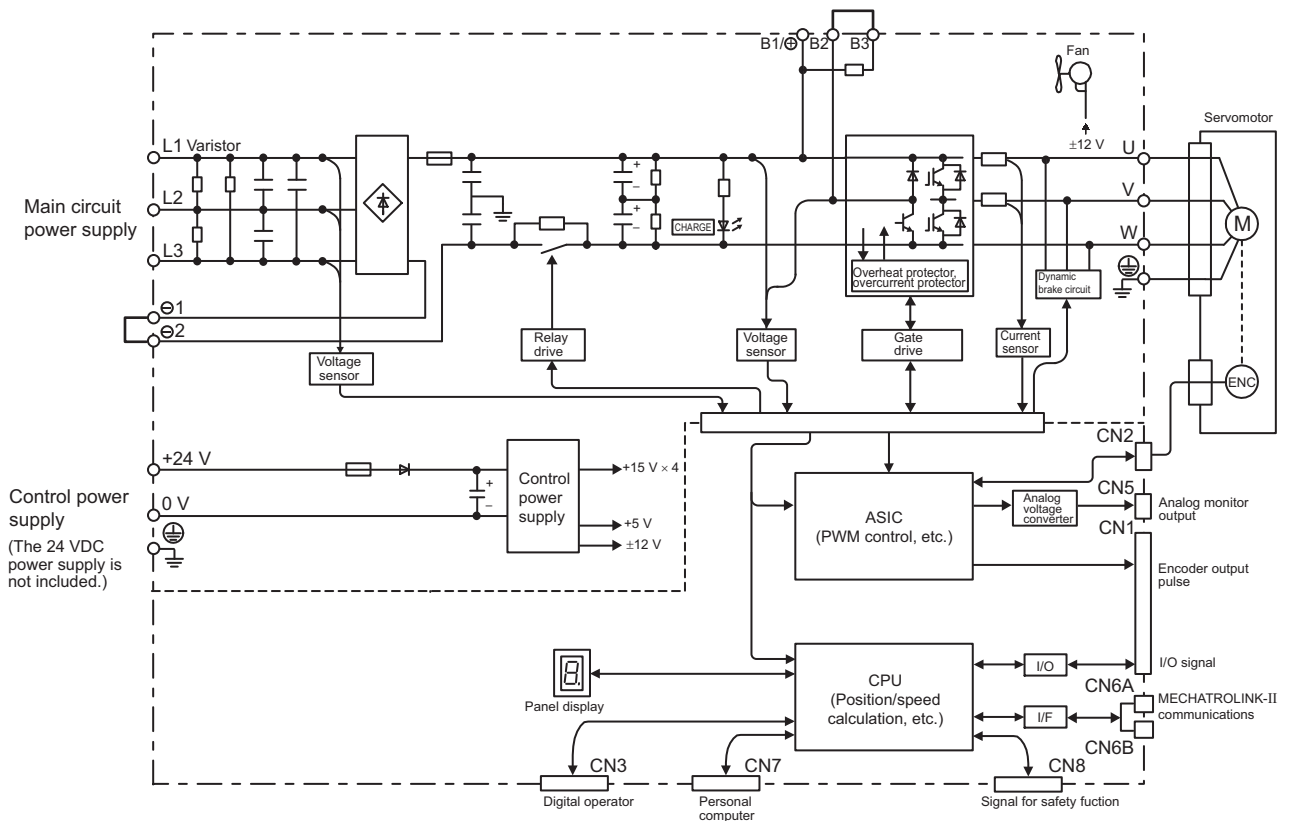 B1/⊕ B2 B3
Fan
±12 V
Servomotor
L1 Varistor
U
L2
V
Main circuit
power supply
L3
W
M
CHARGE
Overheat protector,
overcurrent protector
Dynamic
brake circuit
⊖1
⊖2
Relay
drive
Voltage
sensor
Gate
drive
Current
sensor
Voltage
sensor
ENC
+
–
+
–
CN2
+24 V
+15 V × 4
Control power
supply
0 V
+
–
Control
power
supply
+5 V
±12 V
(The 24 VDC
power supply is
not included.)
ASIC
(PWM control, etc.)
Analog
voltage
converter
CN5
Analog monitor
output
CN1
Encoder output
pulse
CPU
(Position/speed
calculation, etc.)
I/O
I/O signal
8.
Panel display
CN6A
MECHATROLINK-II
communications
I/F
CN6B
CN3
Digital operator
CN7
Personal
computer
CN8
Signal for safety fuction